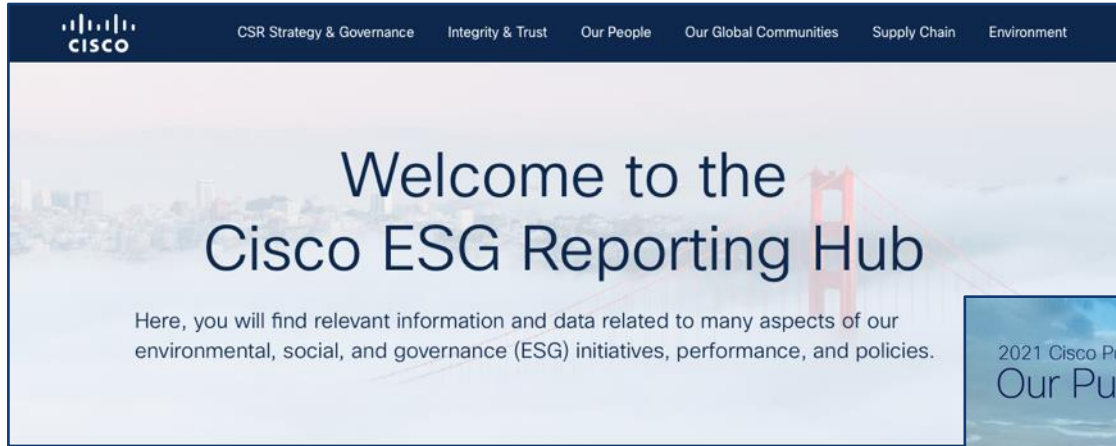 CISCO
CSR Strategy & Governance Integrity & Trust Our People Our Global Communities Supply Chain Environment
Welcome to the
Cisco ESG Reporting Hub
Here, you will find relevant information and data related to many aspects of our
environmental, social, and governance (ESG) initiatives, performance, and policies.
2021 Cisco
Our